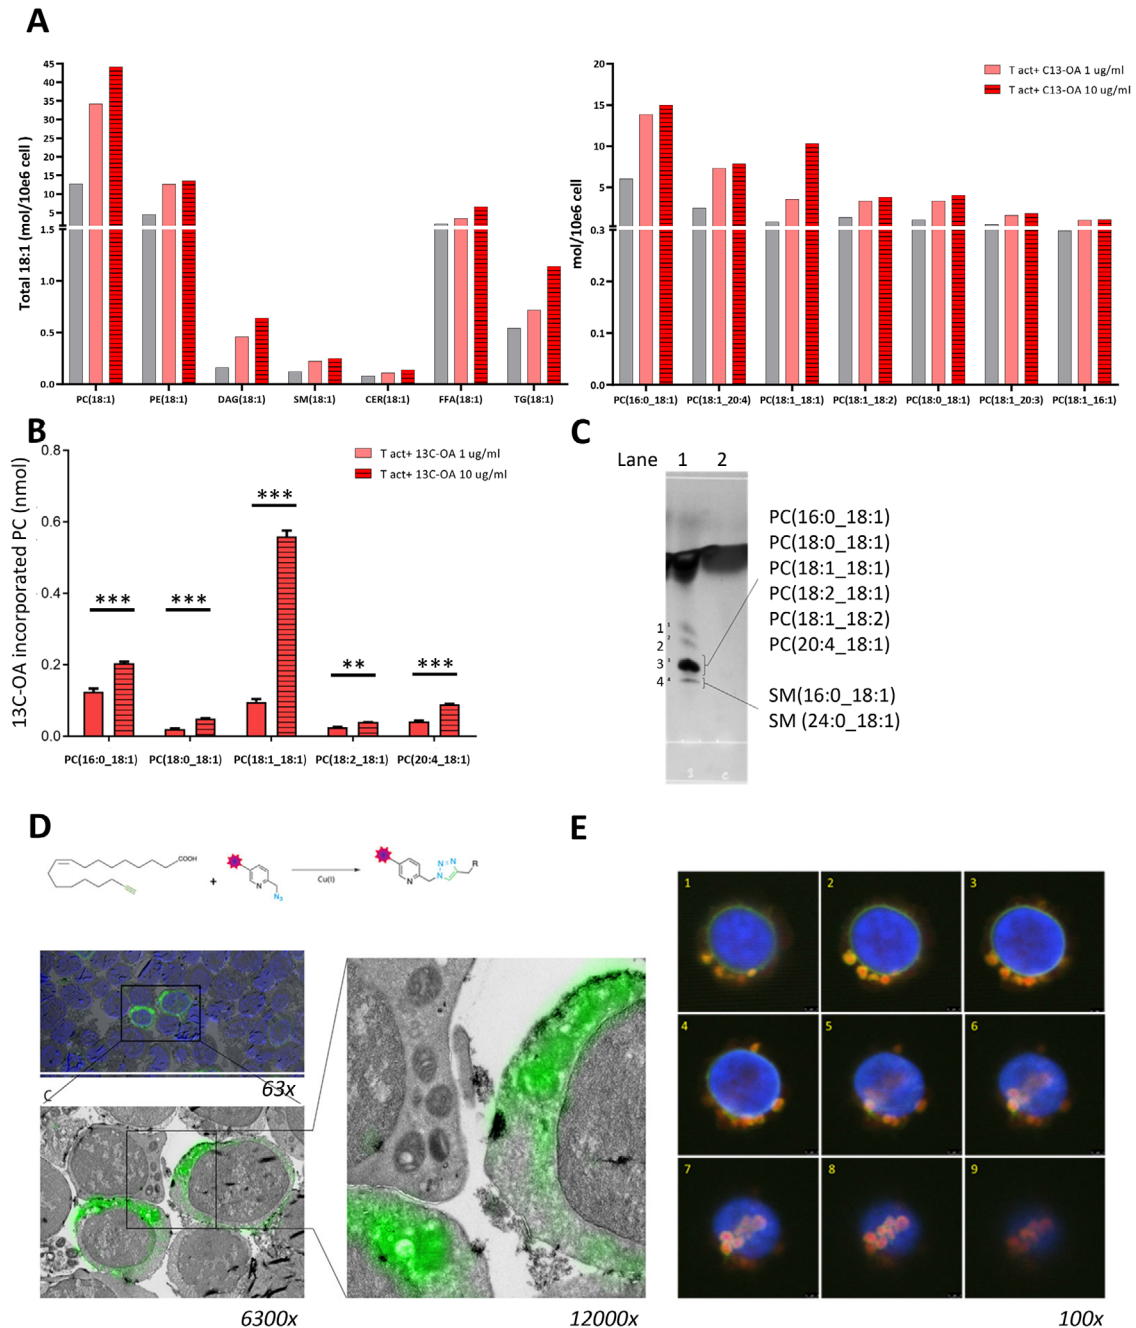 A
Total 18:1 (mol/10e6 cell )
45
40
35
30
25
20
15
10
5
1.5
1.0
0.5
0.0
PC(18:1)
PE(18:1)
DAG(18:1)
SM(18:1)
CER(18:1)
FFA(18:1)
TG(18:1)
mol/10e6 cell
20
15
10
5
0.3
0.2
0.1
0.0
T act+ C13-OA 1 ug/ml
T act+ C13-OA 10 ug/ml
PC(16:0_18:1)
PC(18:1_20:4)
PC(18:1_18:1)
PC(18:1_18:2)
PC(18:0_18:1)
PC(18:1_20:3)
PC(18:1_16:1)
B
13C-OA incorporated PC (nmol)
0.8
0.6
0.4
0.2
0.0
T act+ 13C-OA 1 ug/ml
T act+ 13C-OA 10 ug/ml
***
***
***
**
***
PC(16:0_18:1)
PC(18:0_18:1)
PC(18:1_18:1)
PC(18:2_18:1)
PC(20:4_18:1)
C
Lane 1 2
1
2
3
4
PC(16:0_18:1)
PC(18:0_18:1)
PC(18:1_18:1)
PC(18:2_18:1)
PC(18:1_18:2)
PC(20:4_18:1)
SM(16:0_18:1)
SM (24:0_18:1)
D
COOH
+
N
N3
Cu(I)
N
N
N
N
R
63x
C
6300x
12000x
E
1
2
3
4
5
6
7
8
9
100x